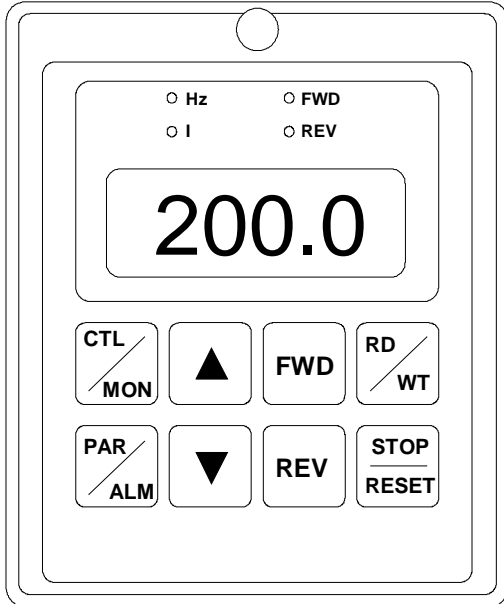 Hz FWD
I REV
200.0
CTL
MON
FWD
RD
WT
PAR
ALM
REV
STOP
RESET